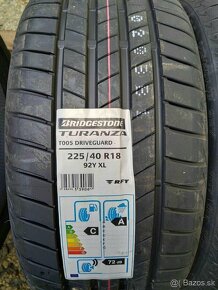 BRIDGESTONE
TURANZA
T005 DRIVEGUARD
225/40 R18
92Y XL
RFT
C
A
72 dB
bazos.sk